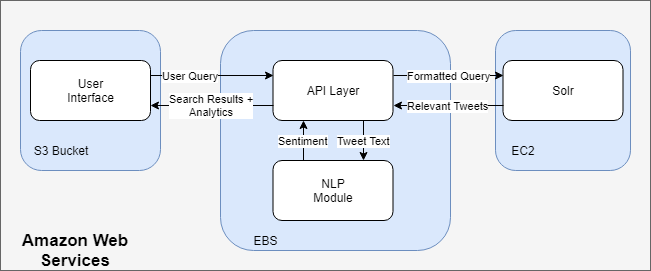 User
Interface
S3 Bucket
User Query
Search Results +
Analytics
API Layer
Sentiment
Tweet Text
NLP
Module
EBS
Formatted Query
Relevant Tweets
Solr
EC2
Amazon Web
Services